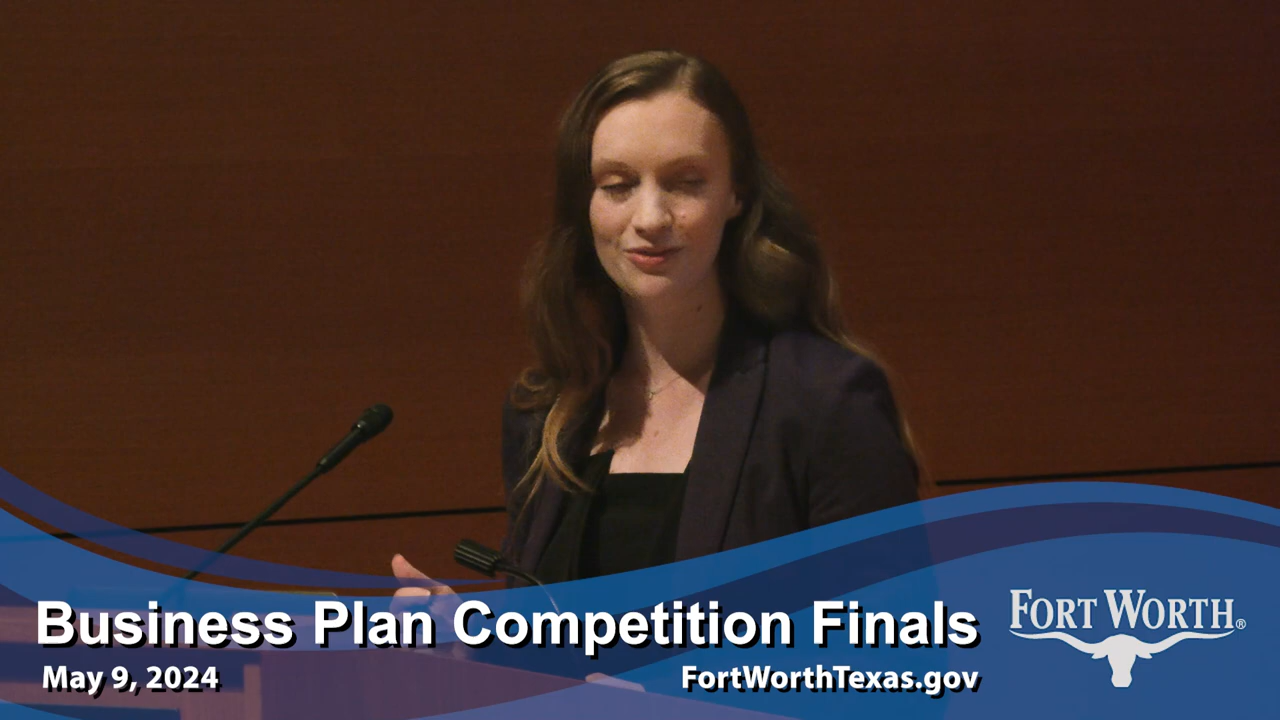 Business Plan Competition Finals
May 9, 2024
FortWorthTexas.gov
FORT WORTH®